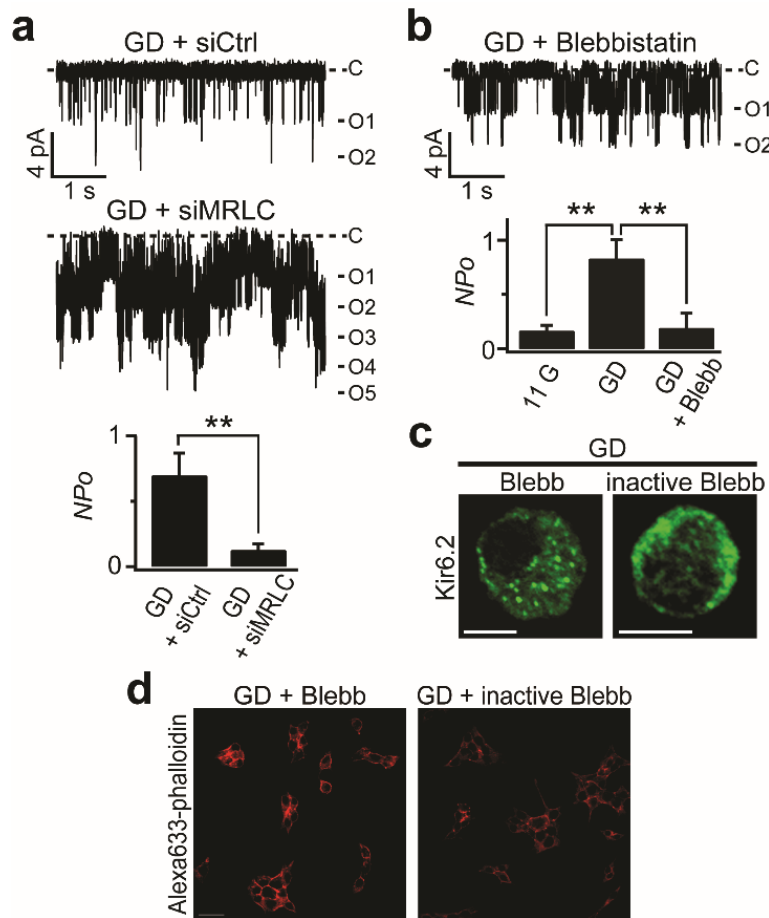 a
GD + siCtrl
C
O1
O2
4 pA
1 s
GD + siMRLC
C
O1
O2
O3
O4
O5
**
1
NPo
0
GD + siCtrl
GD + siMRLC
b
GD + Blebbistatin
C
O1
O2
4 pA
1 s
** **
1
NPo
0
11 G
GD
GD + Blebb
c
GD
Blebb inactive Blebb
Kir6.2
d
GD + Blebb GD + inactive Blebb
Alexa633-phalloidin